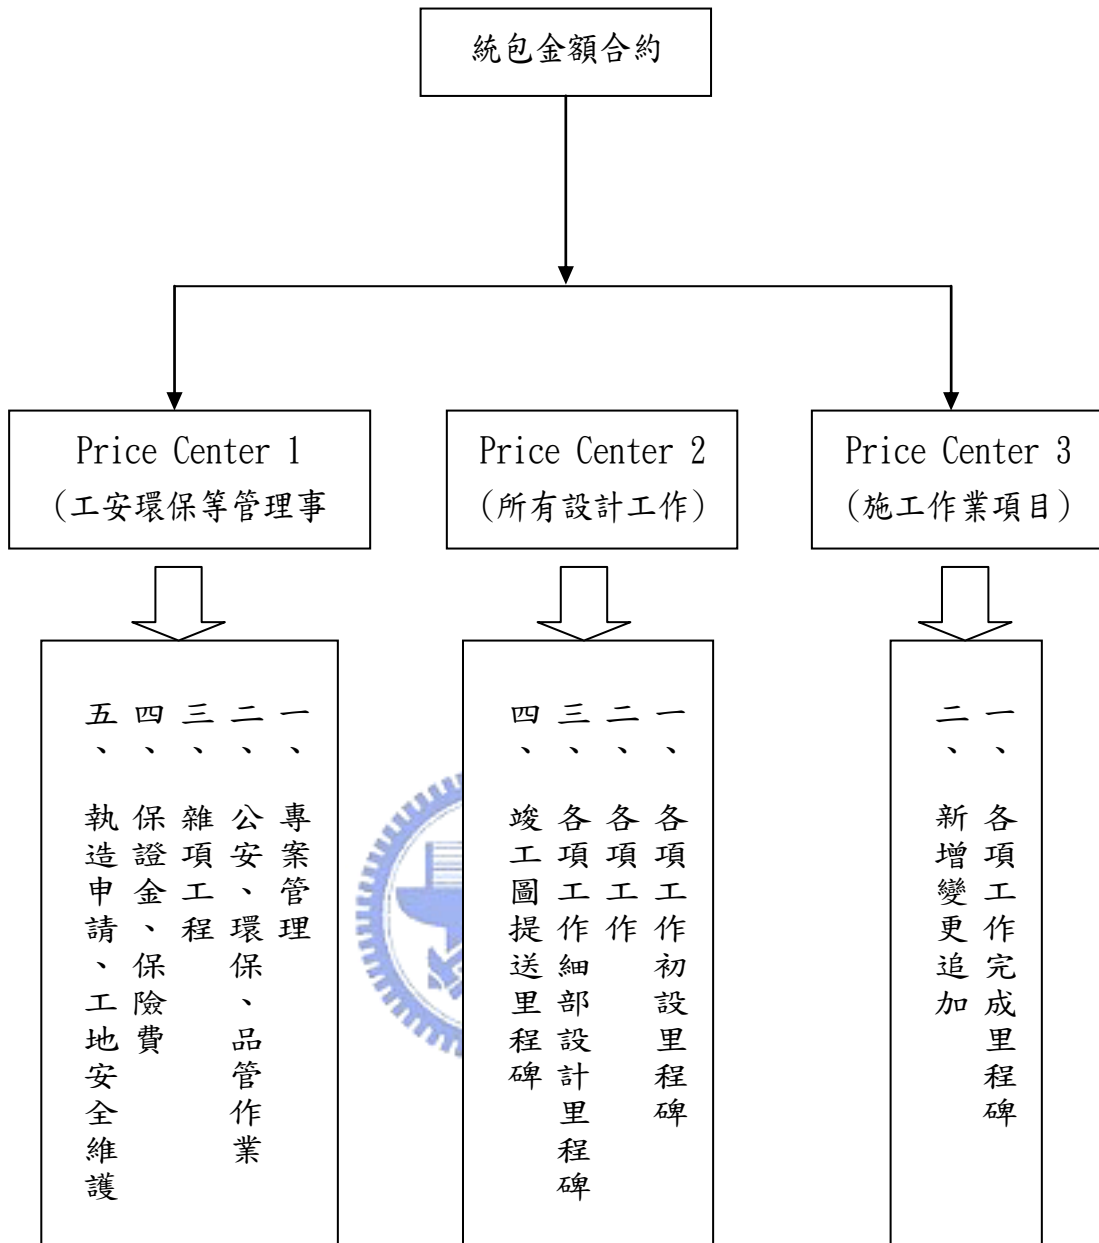 統包金額合約
Price Center 1
(工安環保等管理事
Price Center 2
(所有設計工作)
Price Center 3
(施工作業項目)
一、專案管理
二、公安、環保、品管作業
三、雜項工程
四、保證金、保險費
五、執造申請、工地安全維護
一、各項工作初設里程碑
二、各項工作
三、各項工作細部設計里程碑
四、竣工圖提送里程碑
一、各項工作完成里程碑
二、新增變更追加